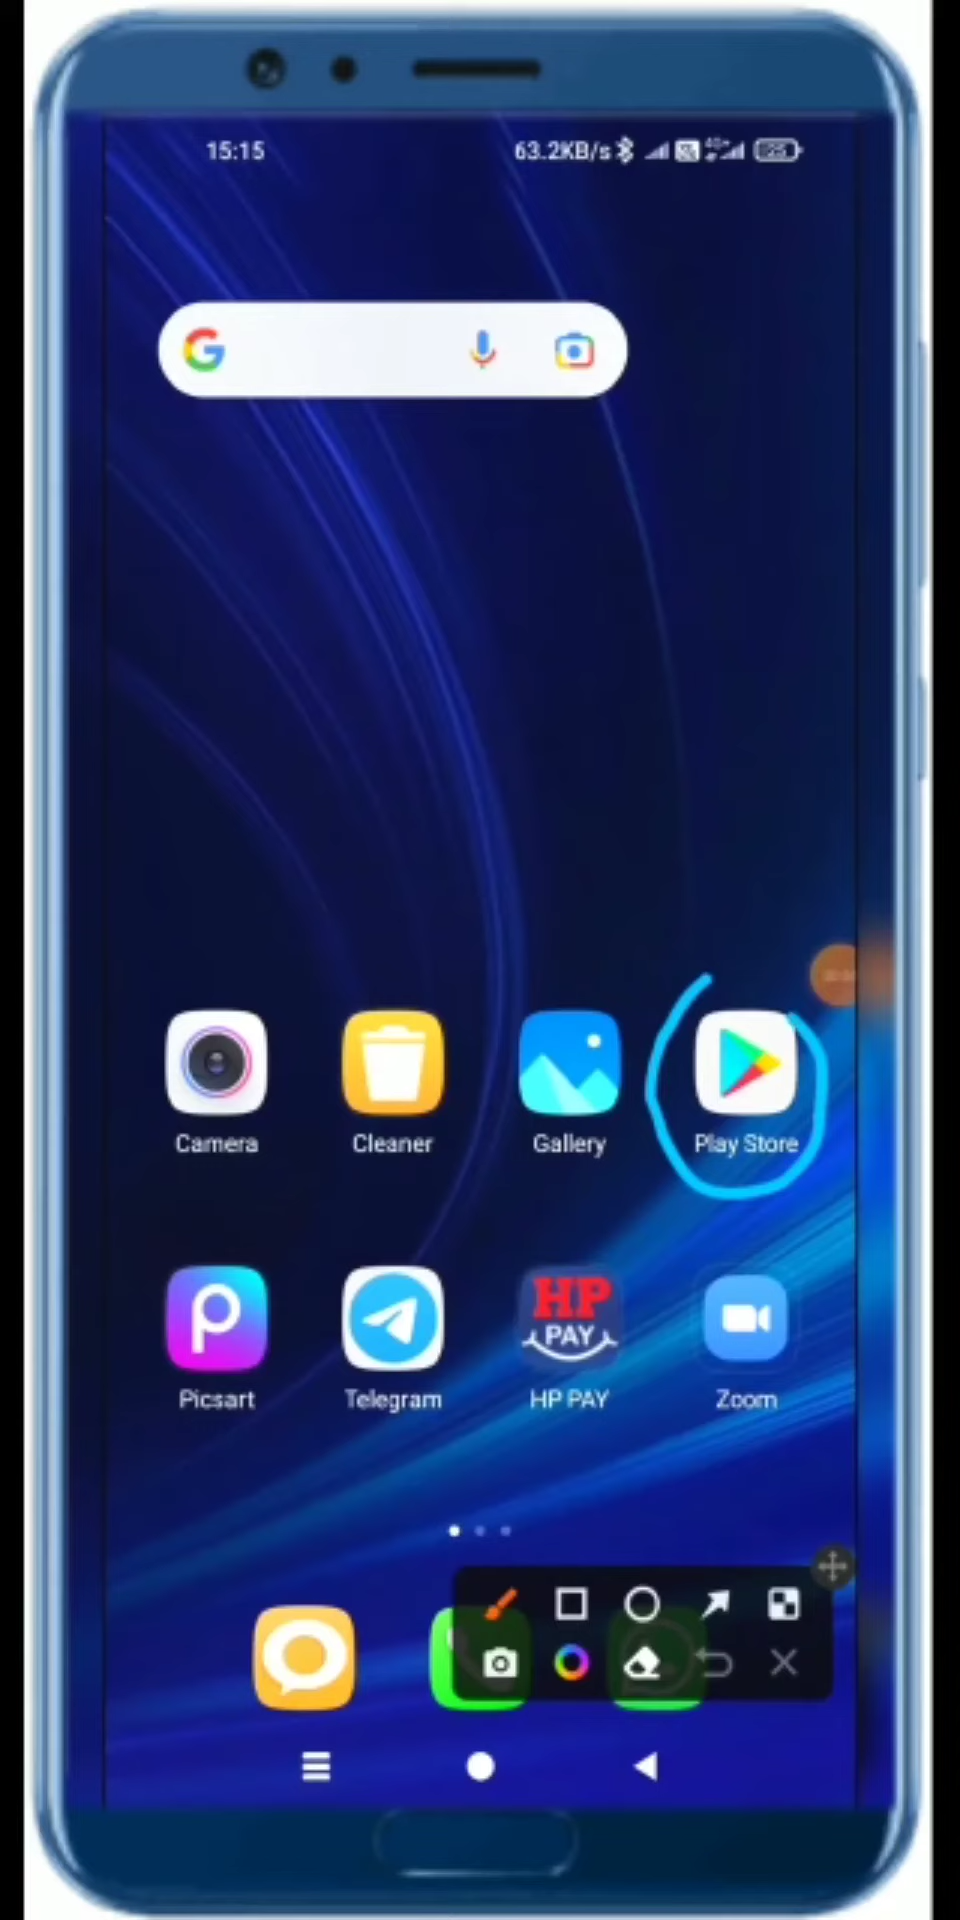 15:15 63.2KB/s
Camera Cleaner Gallery Play Store
HP
PAY
Picsart Telegram HP PAY Zoom